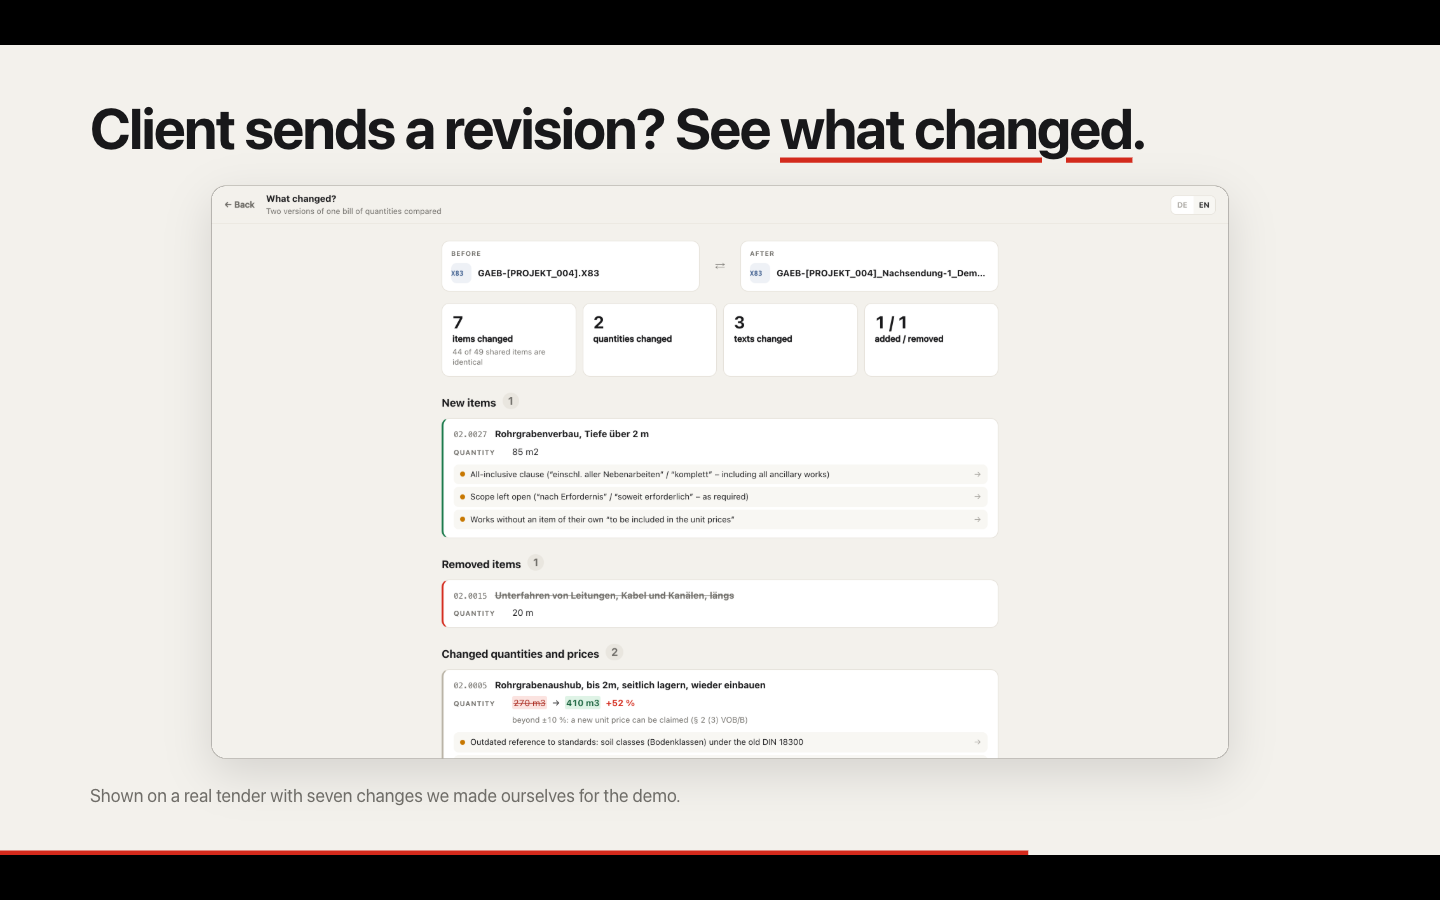 Client sends a revision? See what changed.
← Back
What changed?
Two versions of one bill of quantities compared
DE EN
BEFORE
X83 GAEB-[PROJEKT_004].X83
⇄
AFTER
X83 GAEB-[PROJEKT_004]_Nachsendung-1_Dem...
7
items changed
44 of 49 shared items are
identical
2
quantities changed
3
texts changed
1 / 1
added / removed
New items 1
02.0027 Rohrgrabenverbau, Tiefe über 2 m
QUANTITY 85 m2
All-inclusive clause (“einschl. aller Nebenarbeiten” / “komplett” – including all ancillary works) →
Scope left open (“nach Erfordernis” / “soweit erforderlich” – as required) →
Works without an item of their own “to be included in the unit prices” →
Removed items 1
02.0015 Unterfahren von Leitungen, Kabel und Kanälen, längs
QUANTITY 20 m
Changed quantities and prices 2
02.0005 Rohrgrabenaushub, bis 2m, seitlich lagern, wieder einbauen
QUANTITY 270 m3 → 410 m3 +52 %
beyond ±10 %: a new unit price can be claimed (§ 2 (3) VOB/B)
Outdated reference to standards: soil classes (Bodenklassen) under the old DIN 18300 →
Shown on a real tender with seven changes we made ourselves for the demo.